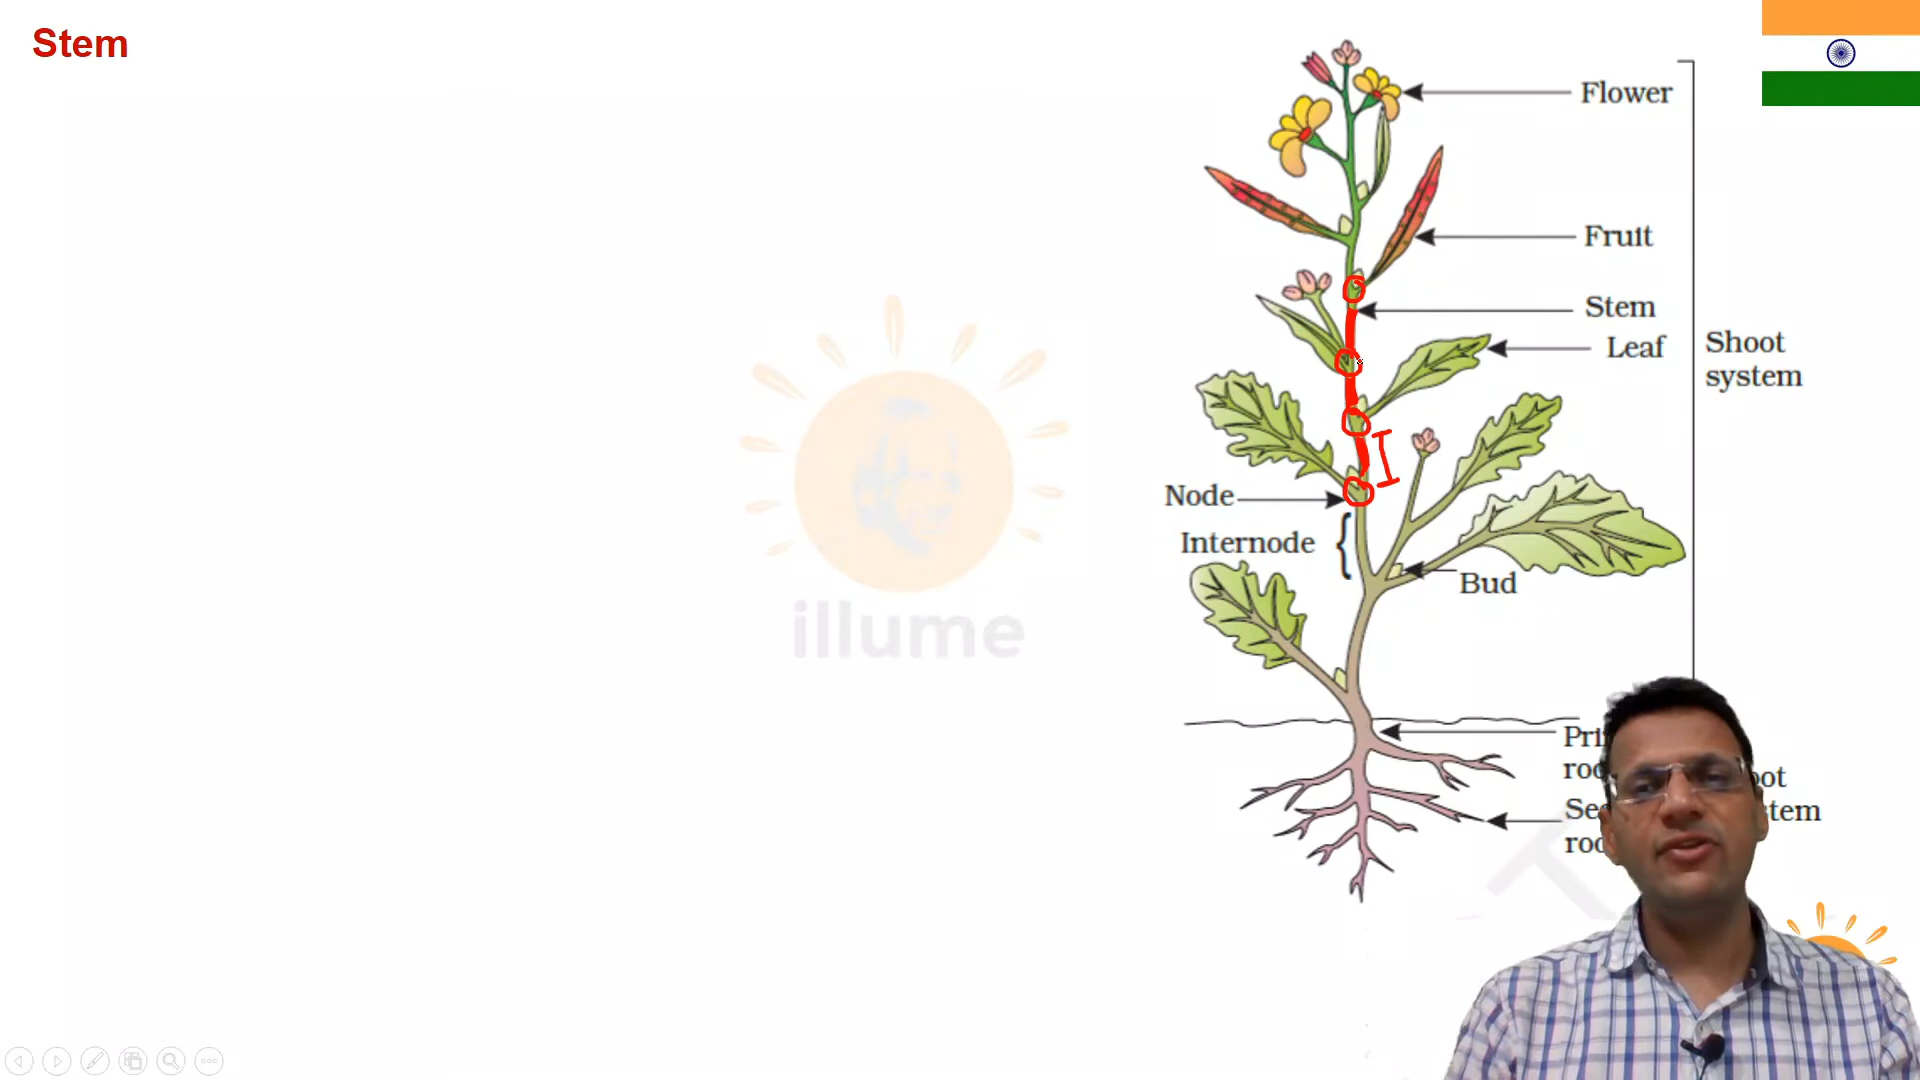 Stem
Flower
Fruit
Stem
Leaf
Shoot
system
Node
Internode
Bud
illume